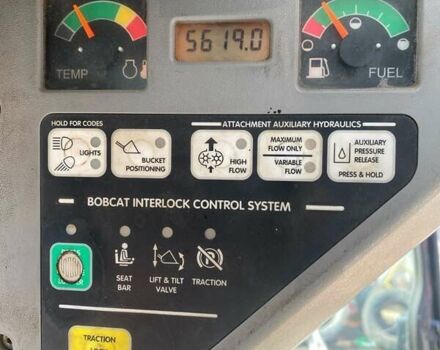 5619.0
TEMP
FUEL
HOLD FOR CODES
ATTACHMENT AUXILIARY HYDRAULICS
LIGHTS
BUCKET
POSITIONING
HIGH
FLOW
MAXIMUM
FLOW ONLY
VARIABLE
FLOW
AUXILIARY
PRESSURE
RELEASE
PRESS & HOLD
BOBCAT INTERLOCK CONTROL SYSTEM
SEAT
BAR
LIFT & TILT
VALVE
TRACTION
TRACTION